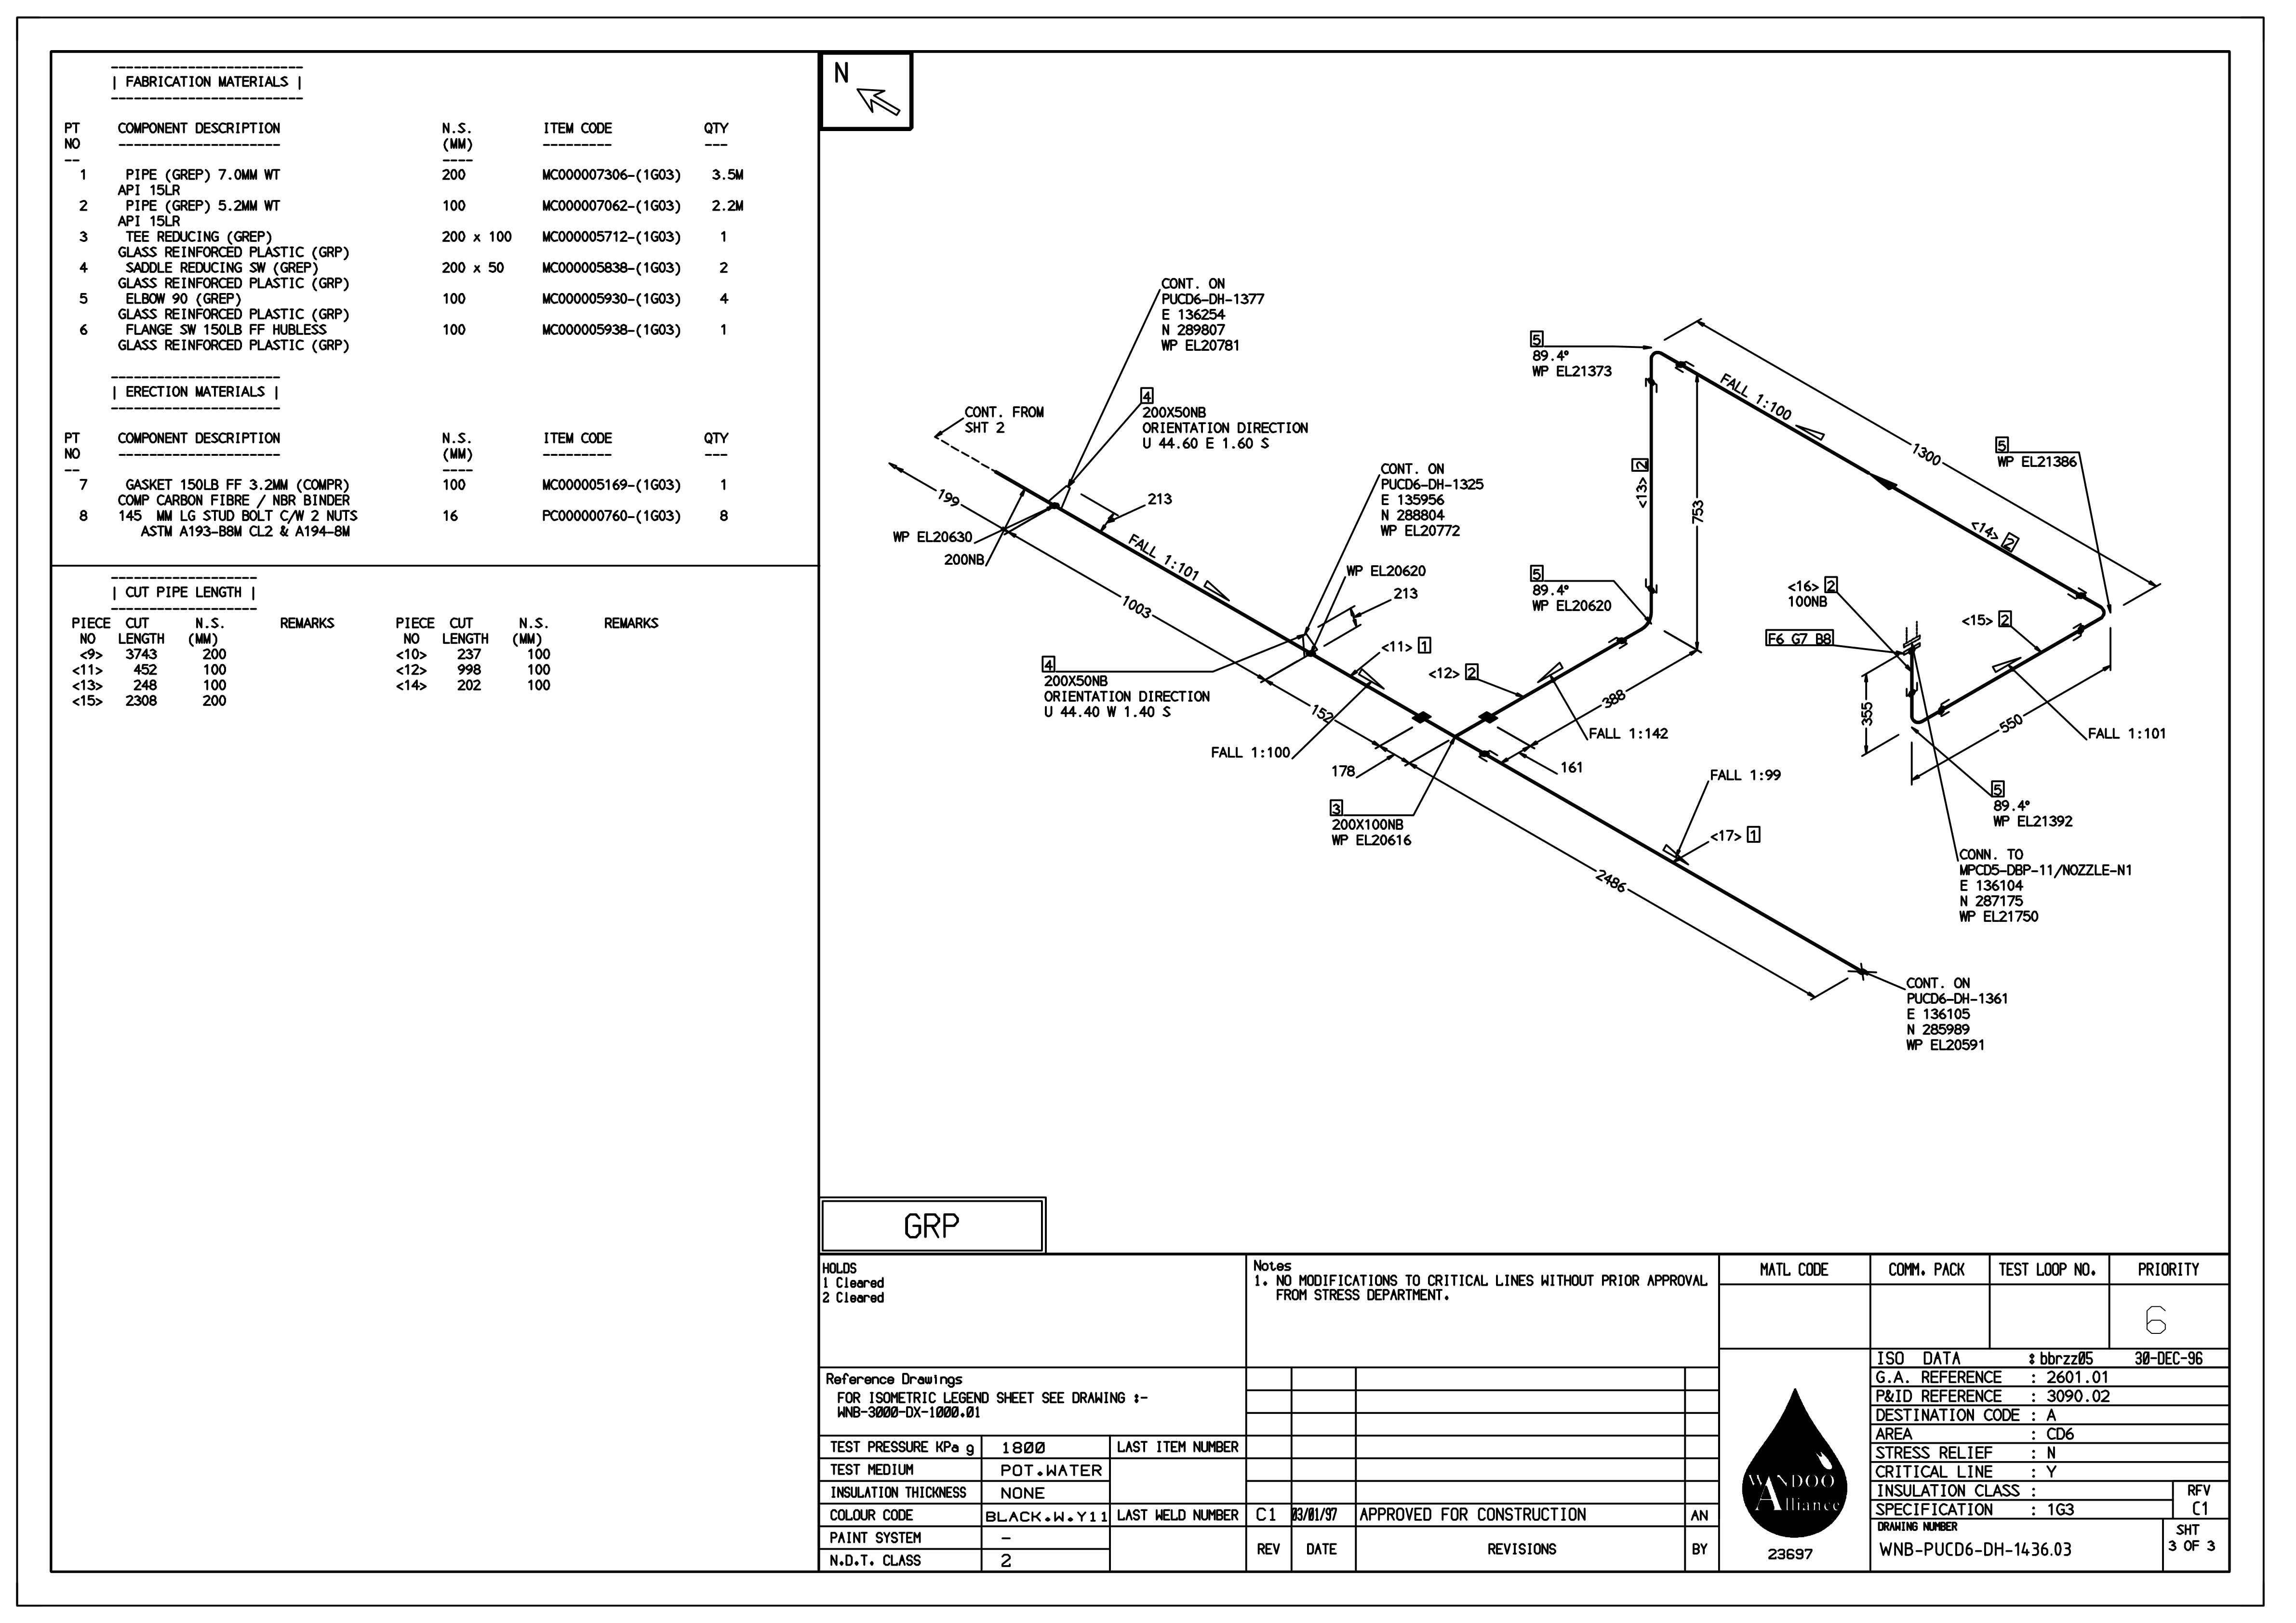 | FABRICATION MATERIALS |
PT NO COMPONENT DESCRIPTION N.S. (MM) ITEM CODE QTY
1 PIPE (GREP) 7.0MM WT 200 MC000007306-(1G03) 3.5M
API 15LR
2 PIPE (GREP) 5.2MM WT 100 MC000007062-(1G03) 2.2M
API 15LR
3 TEE REDUCING (GREP) 200 x 100 MC000005712-(1G03) 1
GLASS REINFORCED PLASTIC (GRP)
4 SADDLE REDUCING SW (GREP) 200 x 50 MC000005838-(1G03) 2
GLASS REINFORCED PLASTIC (GRP)
5 ELBOW 90 (GREP) 100 MC000005930-(1G03) 4
GLASS REINFORCED PLASTIC (GRP)
6 FLANGE SW 150LB FF HUBLESS 100 MC000005938-(1G03) 1
GLASS REINFORCED PLASTIC (GRP)
| ERECTION MATERIALS |
PT NO COMPONENT DESCRIPTION N.S. (MM) ITEM CODE QTY
7 GASKET 150LB FF 3.2MM (COMPR) 100 MC000005169-(1G03) 1
COMP CARBON FIBRE / NBR BINDER
8 145 MM LG STUD BOLT C/W 2 NUTS 16 PC000000760-(1G03) 8
ASTM A193-B8M CL2 & A194-8M
| CUT PIPE LENGTH |
PIECE CUT N.S. REMARKS PIECE CUT N.S. REMARKS
NO LENGTH (MM) NO LENGTH (MM)
<9> 3743 200 <10> 237 100
<11> 452 100 <12> 998 100
<13> 248 100 <14> 202 100
<15> 2308 200
N
CONT. ON
PUCD6-DH-1377
E 136254
N 289807
WP EL20781
4
200X50NB
ORIENTATION DIRECTION
U 44.60 E 1.60 S
CONT. FROM
SHT 2
199
WP EL20630
200NB
213
FALL 1:101
1003
CONT. ON
PUCD6-DH-1325
E 135956
N 288804
WP EL20772
WP EL20620
213
4
200X50NB
ORIENTATION DIRECTION
U 44.40 W 1.40 S
<11> 1
152
FALL 1:100
178
3
200X100NB
WP EL20616
<12> 2
388
FALL 1:142
161
5
89.4°
WP EL20620
<13> 2
753
5
89.4°
WP EL21373
FALL 1:100
1300
<14> 2
5
WP EL21386
<16> 2
100NB
<15> 2
F6 G7 B8
355
550
FALL 1:101
5
89.4°
WP EL21392
CONN. TO
MPCD5-DBP-11/NOZZLE-N1
E 136104
N 287175
WP EL21750
FALL 1:99
<17> 1
2486
CONT. ON
PUCD6-DH-1361
E 136105
N 285989
WP EL20591
GRP
HOLDS
1 Cleared
2 Cleared
Notes
1. NO MODIFICATIONS TO CRITICAL LINES WITHOUT PRIOR APPROVAL
FROM STRESS DEPARTMENT.
MATL CODE COMM. PACK TEST LOOP NO. PRIORITY
6
Reference Drawings
FOR ISOMETRIC LEGEND SHEET SEE DRAWING :-
WNB-3000-DX-1000.01
TEST PRESSURE KPa g 1800 LAST ITEM NUMBER
TEST MEDIUM POT.WATER
INSULATION THICKNESS NONE
COLOUR CODE BLACK.W.Y11 LAST WELD NUMBER
PAINT SYSTEM -
N.D.T. CLASS 2
C1 03/01/97 APPROVED FOR CONSTRUCTION AN
REV DATE REVISIONS BY
WANDOO
Alliance
23697
ISO DATA : bbrzz05 30-DEC-96
G.A. REFERENCE : 2601.01
P&ID REFERENCE : 3090.02
DESTINATION CODE : A
AREA : CD6
STRESS RELIEF : N
CRITICAL LINE : Y
INSULATION CLASS :
SPECIFICATION : 1G3
RFV
C1
DRAWING NUMBER
WNB-PUCD6-DH-1436.03
SHT
3 OF 3